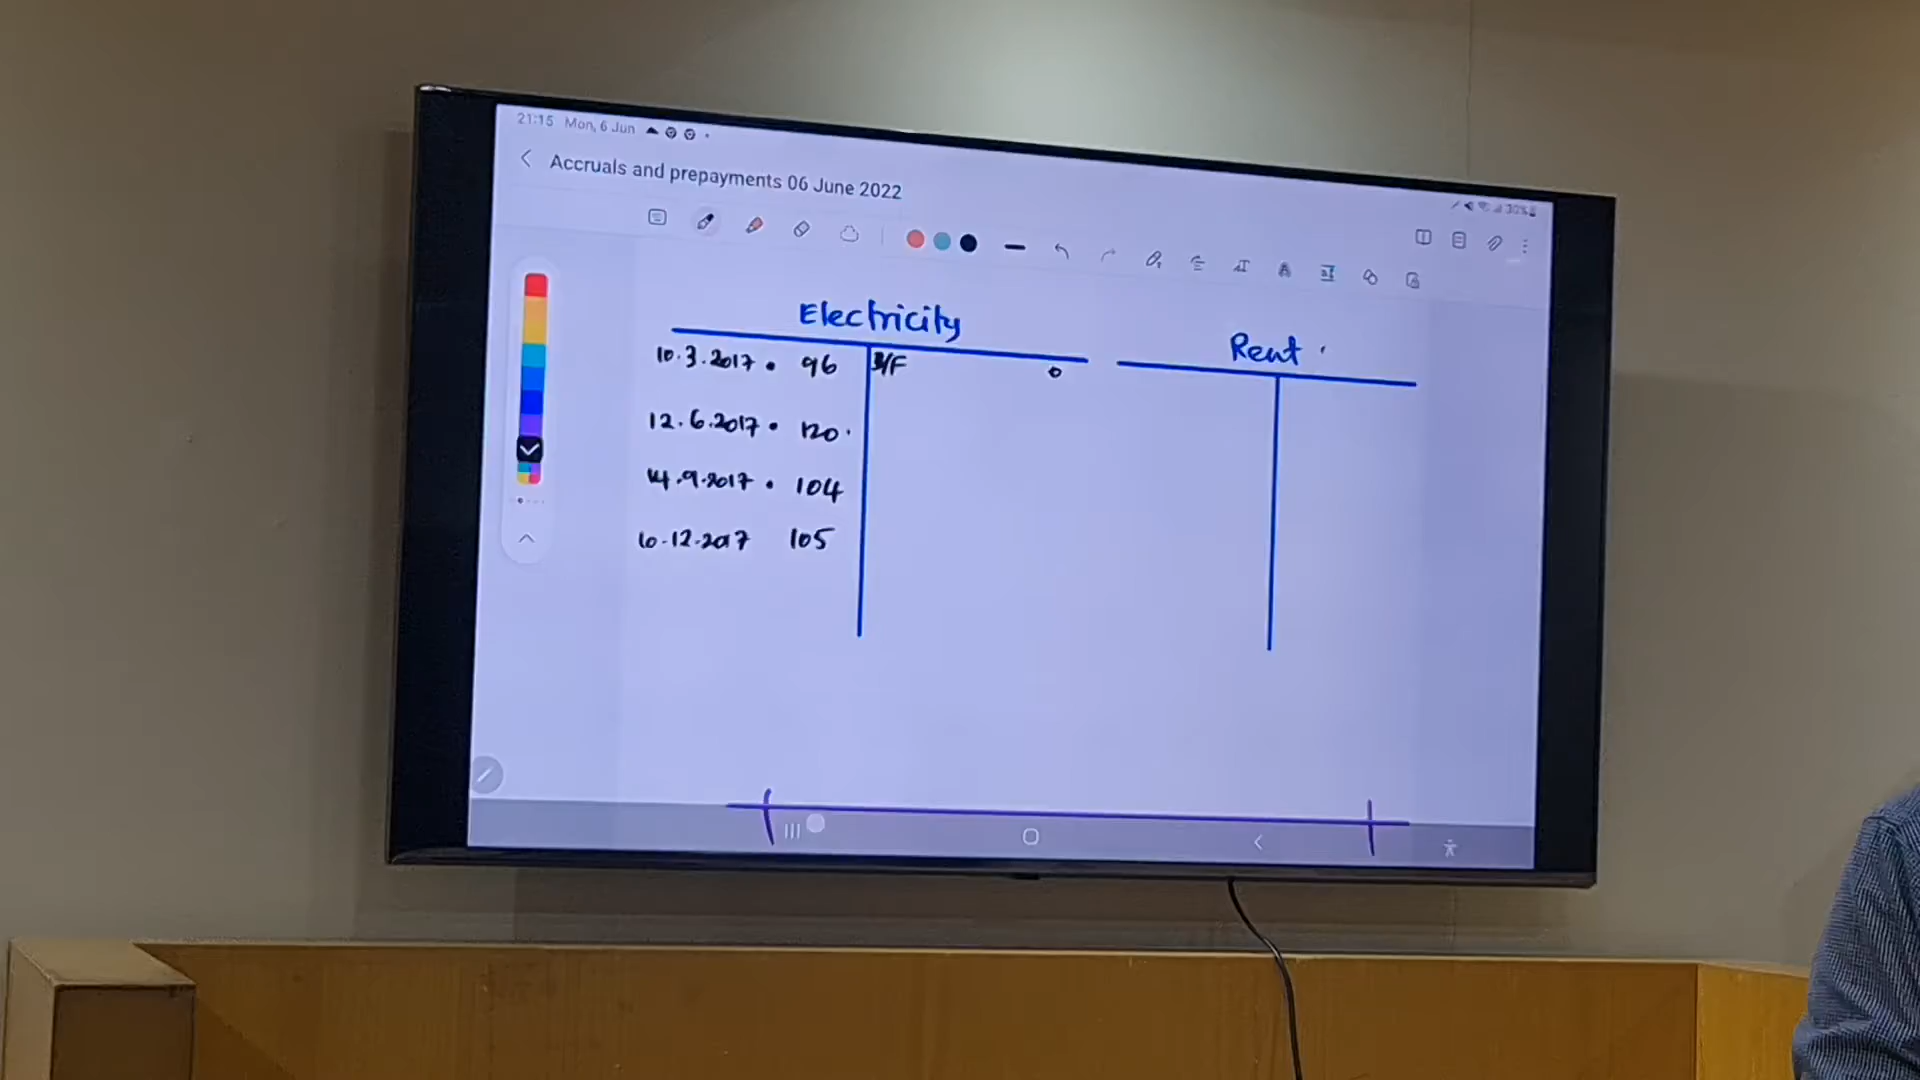 21:15 Mon, 6 Jun
30%
Accruals and prepayments 06 June 2022
Electricity
Rent
10.3.2017 . 96 B/F 0
12.6.2017 . 120
14.9.2017 . 104
10.12.2017 105